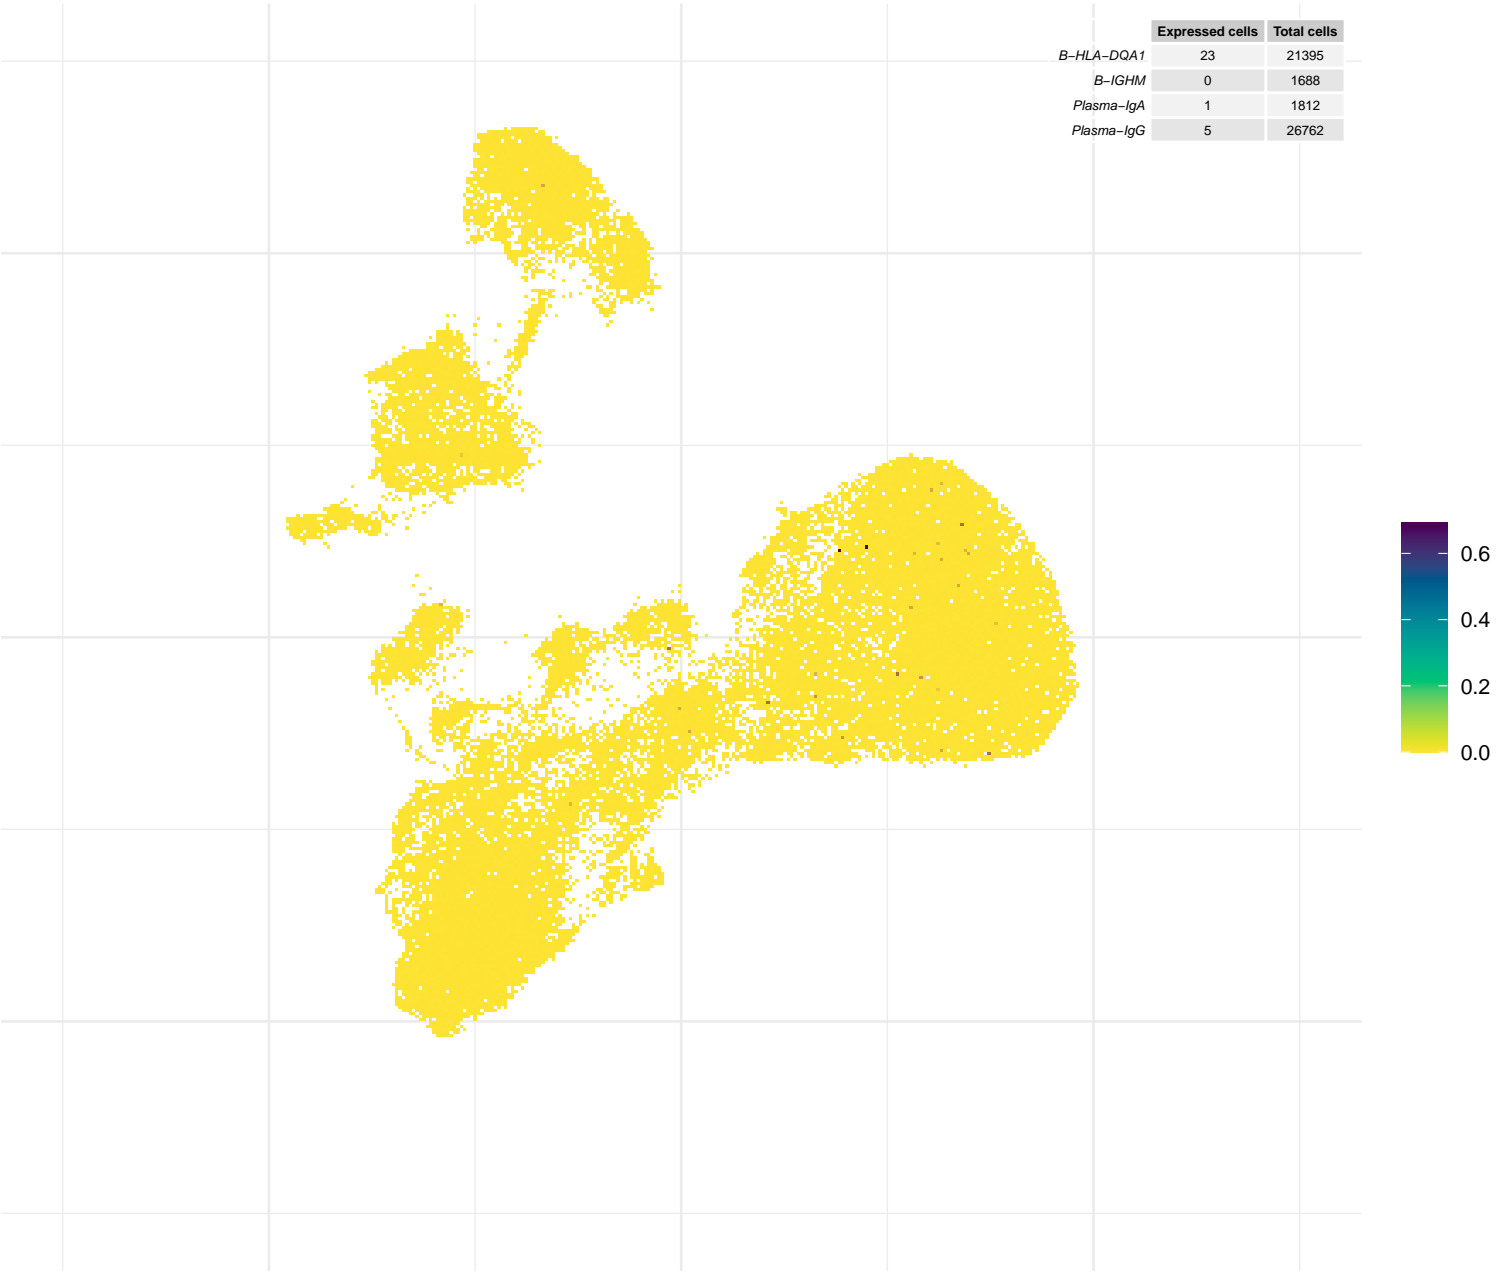 Expressed cells Total cells
B−HLA−DQA1 23 21395
B−IGHM 0 1688
Plasma−IgA 1 1812
Plasma−IgG 5 26762
0.6
0.4
0.2
0.0